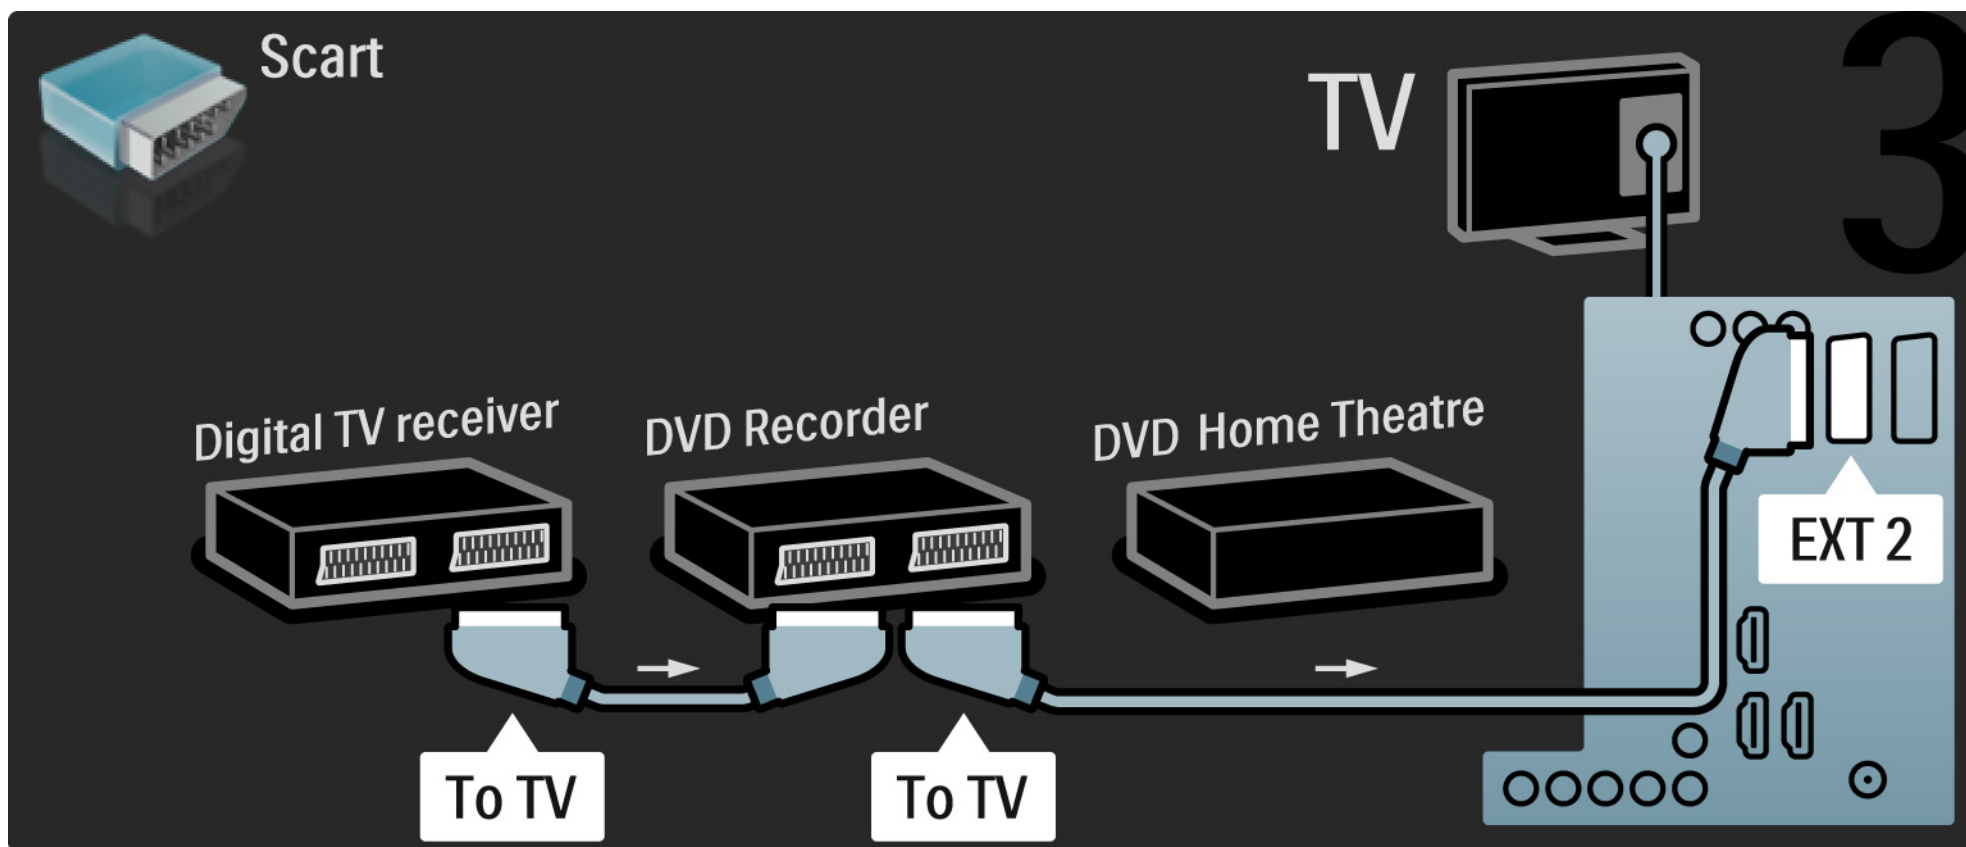 Scart
TV
3
Digital TV receiver
DVD Recorder
DVD Home Theatre
EXT 2
To TV
To TV